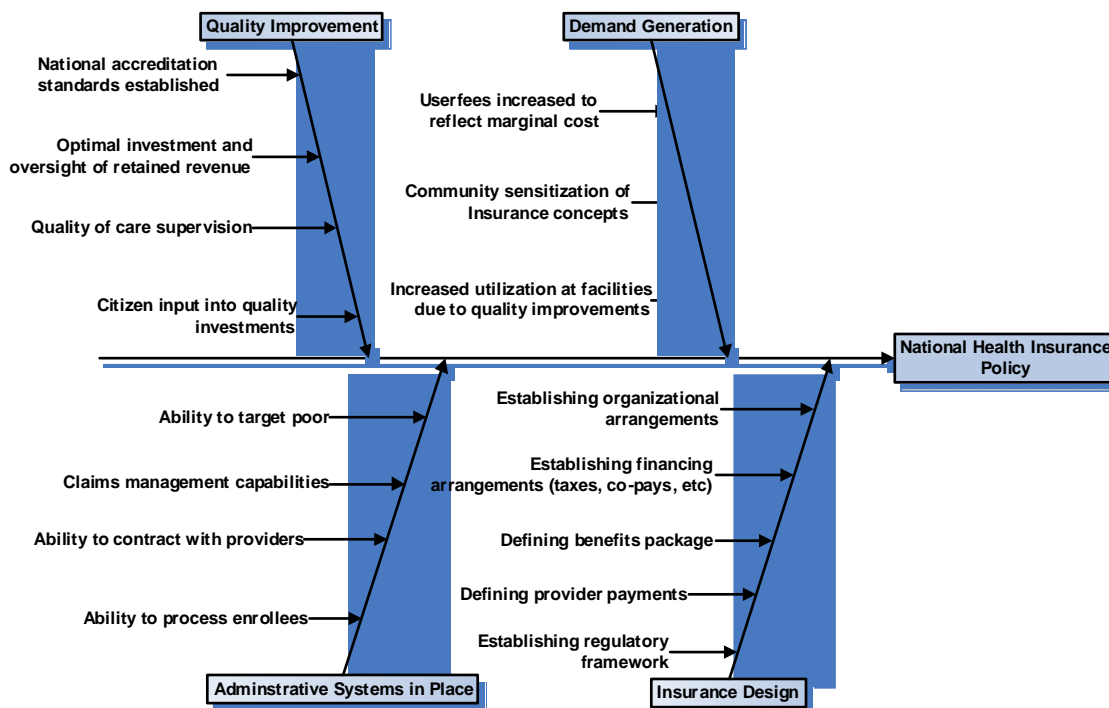 Quality Improvement
National accreditation
standards established
Optimal investment and
oversight of retained revenue
Quality of care supervision
Citizen input into quality
investments
Demand Generation
Userfees increased to
reflect marginal cost
Community sensitization of
Insurance concepts
Increased utilization at facilities
due to quality improvements
National Health Insurance
Policy
Ability to target poor
Claims management capabilities
Ability to contract with providers
Ability to process enrollees
Adminstrative Systems in Place
Establishing organizational
arrangements
Establishing financing
arrangements (taxes, co-pays, etc)
Defining benefits package
Defining provider payments
Establishing regulatory
framework
Insurance Design